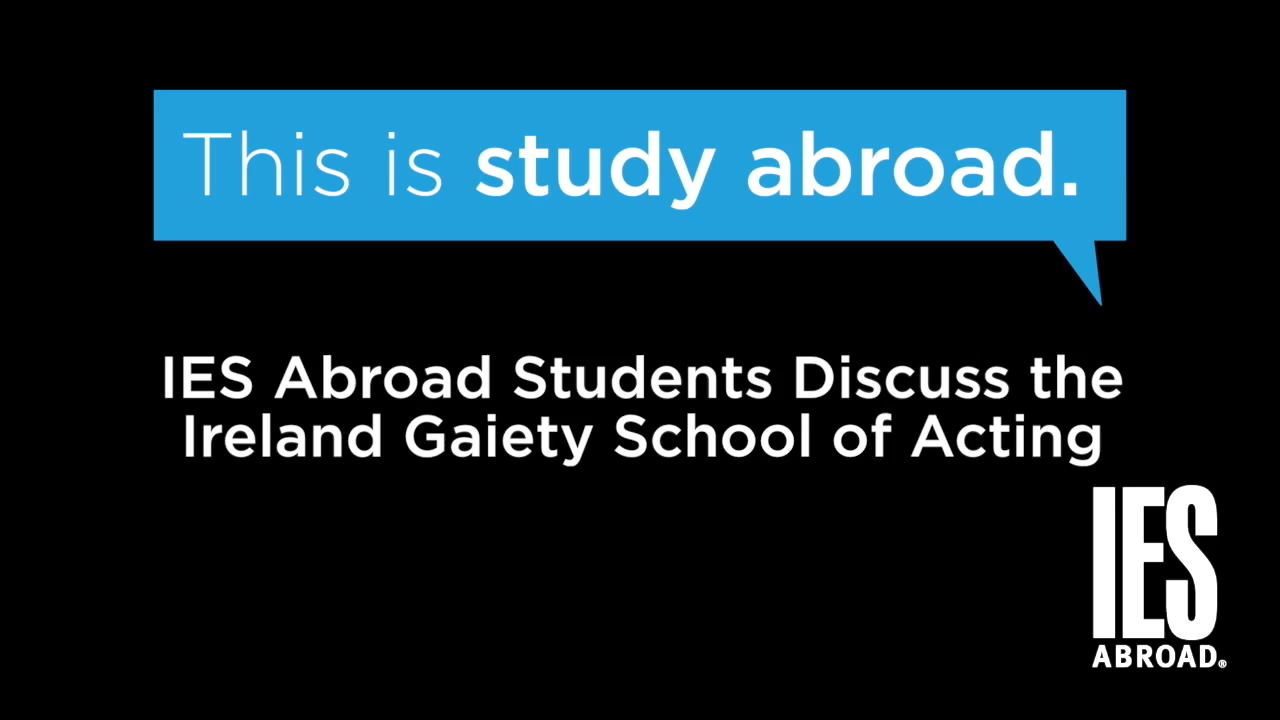 This is study abroad.
IES Abroad Students Discuss the
Ireland Gaiety School of Acting
IES
ABROAD®